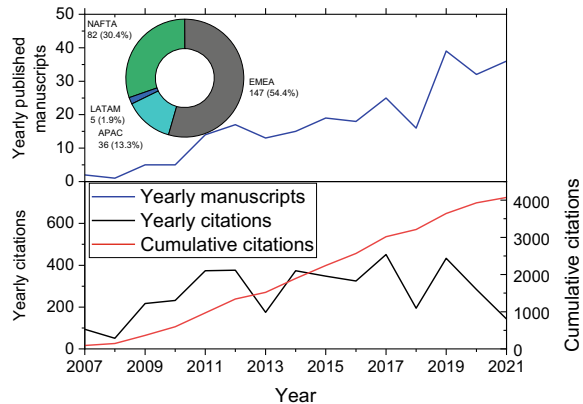 50
40
30
20
10
0
Yearly published
manuscripts
NAFTA
82 (30.4%)
EMEA
147 (54.4%)
LATAM
5 (1.9%)
APAC
36 (13.3%)
Yearly manuscripts
Yearly citations
Cumulative citations
600
400
200
0
Yearly citations
4000
3000
2000
1000
0
Cumulative citations
2007 2009 2011 2013 2015 2017 2019 2021
Year